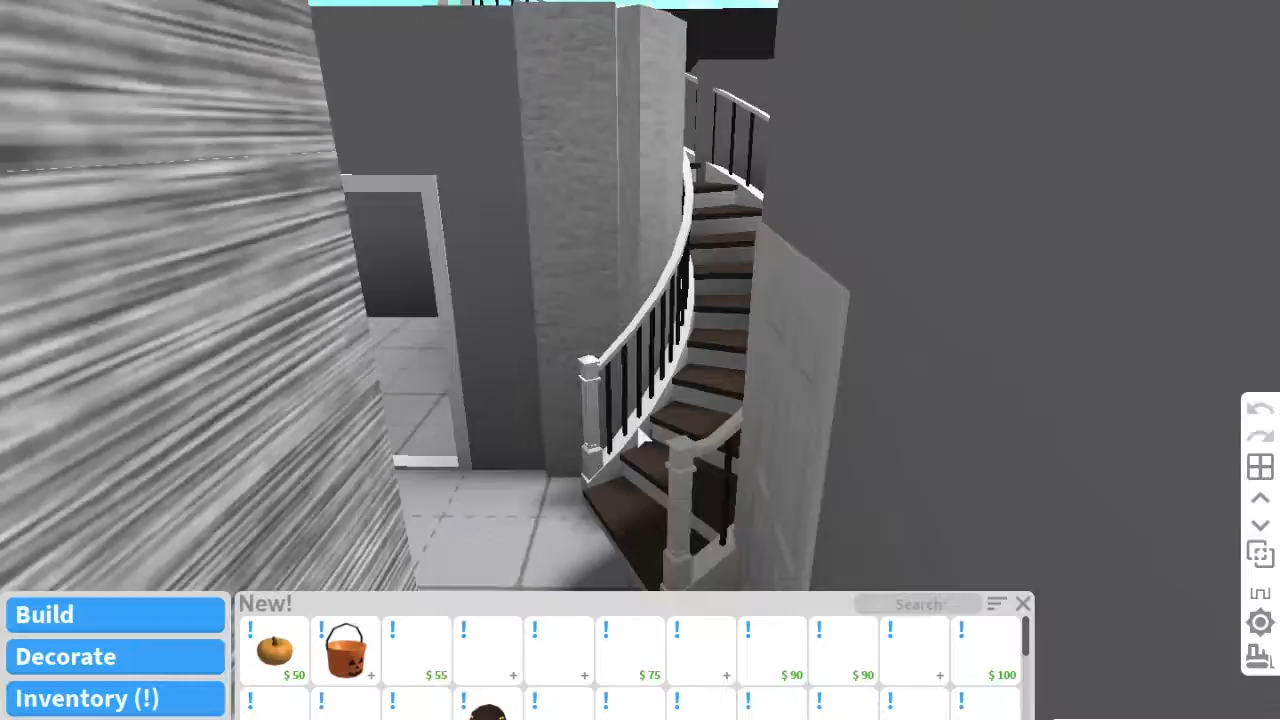 New!
Search
Build
Decorate
Inventory (!)
! ! ! ! ! ! ! ! ! ! !
$50 + $55 + + $75 + $90 $90 + $100
! ! ! ! ! ! ! ! ! ! !